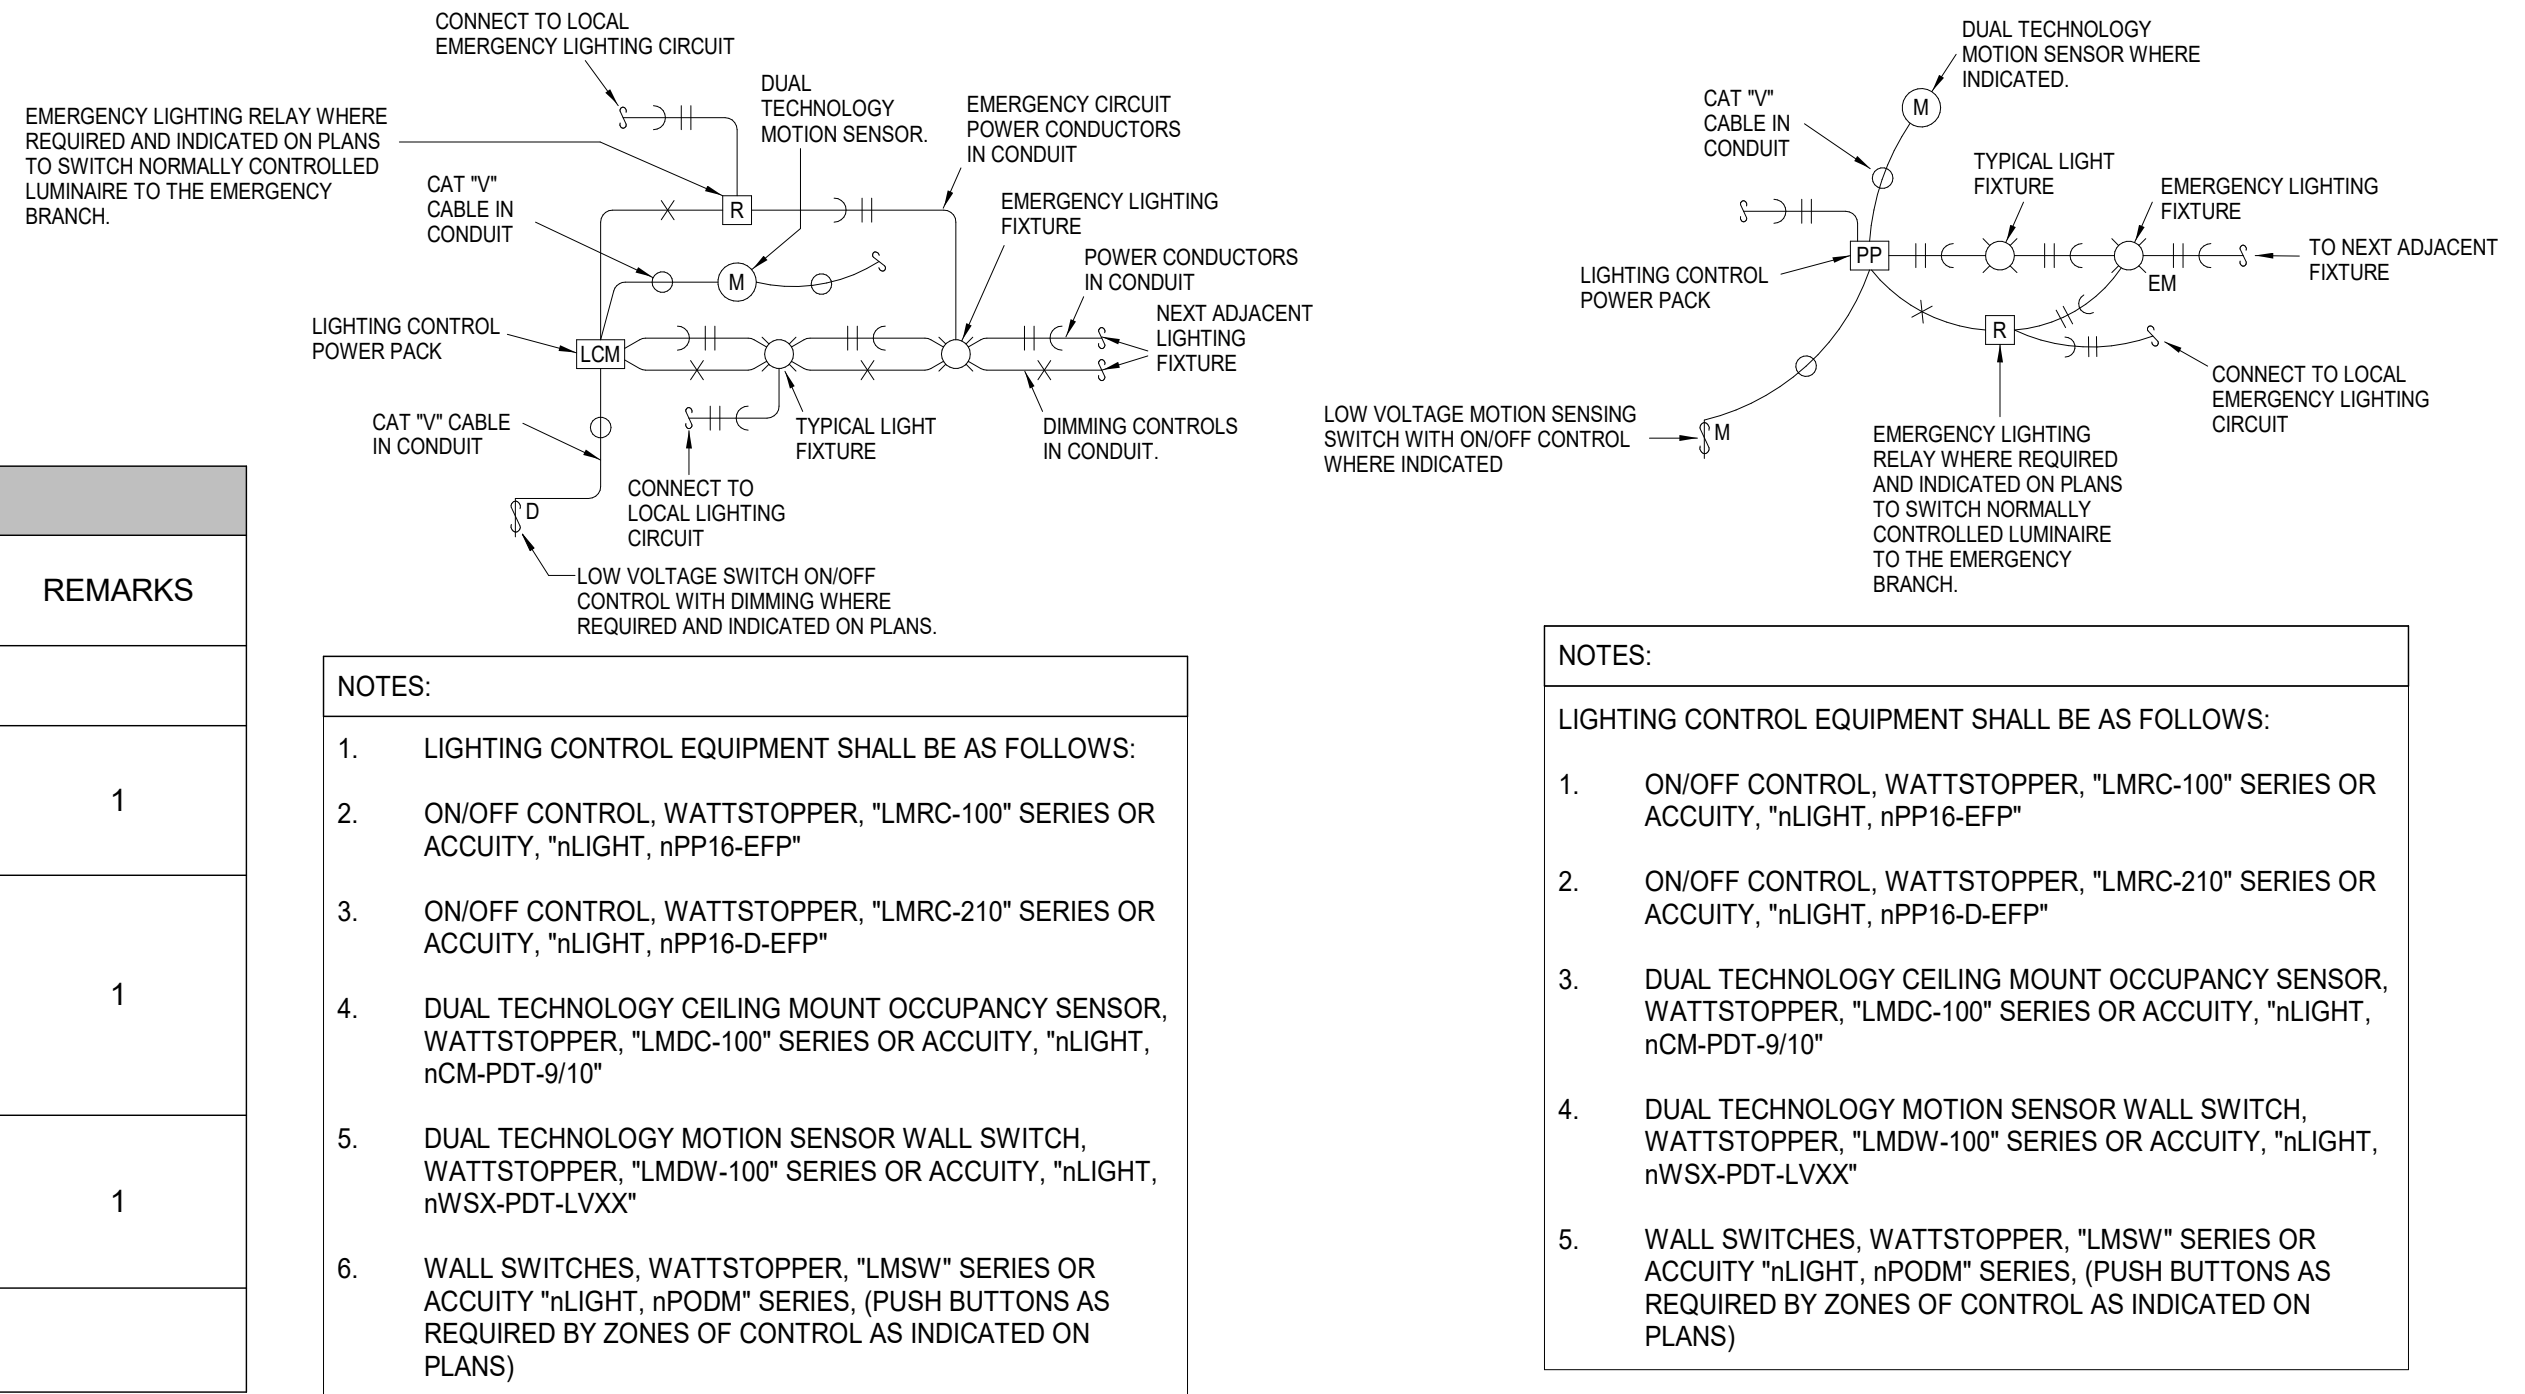 CONNECT TO LOCAL
EMERGENCY LIGHTING CIRCUIT
DUAL
TECHNOLOGY
MOTION SENSOR.
EMERGENCY LIGHTING RELAY WHERE
REQUIRED AND INDICATED ON PLANS
TO SWITCH NORMALLY CONTROLLED
LUMINAIRE TO THE EMERGENCY
BRANCH.
EMERGENCY CIRCUIT
POWER CONDUCTORS
IN CONDUIT
CAT "V"
CABLE IN
CONDUIT
R
EMERGENCY LIGHTING
FIXTURE
M
POWER CONDUCTORS
IN CONDUIT
LIGHTING CONTROL
POWER PACK
LCM
NEXT ADJACENT
LIGHTING
FIXTURE
CAT "V" CABLE
IN CONDUIT
TYPICAL LIGHT
FIXTURE
DIMMING CONTROLS
IN CONDUIT.
CONNECT TO
LOCAL LIGHTING
CIRCUIT
D
LOW VOLTAGE SWITCH ON/OFF
CONTROL WITH DIMMING WHERE
REQUIRED AND INDICATED ON PLANS.
REMARKS
1
1
1
NOTES:
1. LIGHTING CONTROL EQUIPMENT SHALL BE AS FOLLOWS:
2. ON/OFF CONTROL, WATTSTOPPER, "LMRC-100" SERIES OR
ACCUITY, "nLIGHT, nPP16-EFP"
3. ON/OFF CONTROL, WATTSTOPPER, "LMRC-210" SERIES OR
ACCUITY, "nLIGHT, nPP16-D-EFP"
4. DUAL TECHNOLOGY CEILING MOUNT OCCUPANCY SENSOR,
WATTSTOPPER, "LMDC-100" SERIES OR ACCUITY, "nLIGHT,
nCM-PDT-9/10"
5. DUAL TECHNOLOGY MOTION SENSOR WALL SWITCH,
WATTSTOPPER, "LMDW-100" SERIES OR ACCUITY, "nLIGHT,
nWSX-PDT-LVXX"
6. WALL SWITCHES, WATTSTOPPER, "LMSW" SERIES OR
ACCUITY "nLIGHT, nPODM" SERIES, (PUSH BUTTONS AS
REQUIRED BY ZONES OF CONTROL AS INDICATED ON
PLANS)
DUAL TECHNOLOGY
MOTION SENSOR WHERE
INDICATED.
CAT "V"
CABLE IN
CONDUIT
M
TYPICAL LIGHT
FIXTURE
EMERGENCY LIGHTING
FIXTURE
PP
TO NEXT ADJACENT
FIXTURE
LIGHTING CONTROL
POWER PACK
EM
R
CONNECT TO LOCAL
EMERGENCY LIGHTING
CIRCUIT
LOW VOLTAGE MOTION SENSING
SWITCH WITH ON/OFF CONTROL
WHERE INDICATED
M
EMERGENCY LIGHTING
RELAY WHERE REQUIRED
AND INDICATED ON PLANS
TO SWITCH NORMALLY
CONTROLLED LUMINAIRE
TO THE EMERGENCY
BRANCH.
NOTES:
LIGHTING CONTROL EQUIPMENT SHALL BE AS FOLLOWS:
1. ON/OFF CONTROL, WATTSTOPPER, "LMRC-100" SERIES OR
ACCUITY, "nLIGHT, nPP16-EFP"
2. ON/OFF CONTROL, WATTSTOPPER, "LMRC-210" SERIES OR
ACCUITY, "nLIGHT, nPP16-D-EFP"
3. DUAL TECHNOLOGY CEILING MOUNT OCCUPANCY SENSOR,
WATTSTOPPER, "LMDC-100" SERIES OR ACCUITY, "nLIGHT,
nCM-PDT-9/10"
4. DUAL TECHNOLOGY MOTION SENSOR WALL SWITCH,
WATTSTOPPER, "LMDW-100" SERIES OR ACCUITY, "nLIGHT,
nWSX-PDT-LVXX"
5. WALL SWITCHES, WATTSTOPPER, "LMSW" SERIES OR
ACCUITY "nLIGHT, nPODM" SERIES, (PUSH BUTTONS AS
REQUIRED BY ZONES OF CONTROL AS INDICATED ON
PLANS)